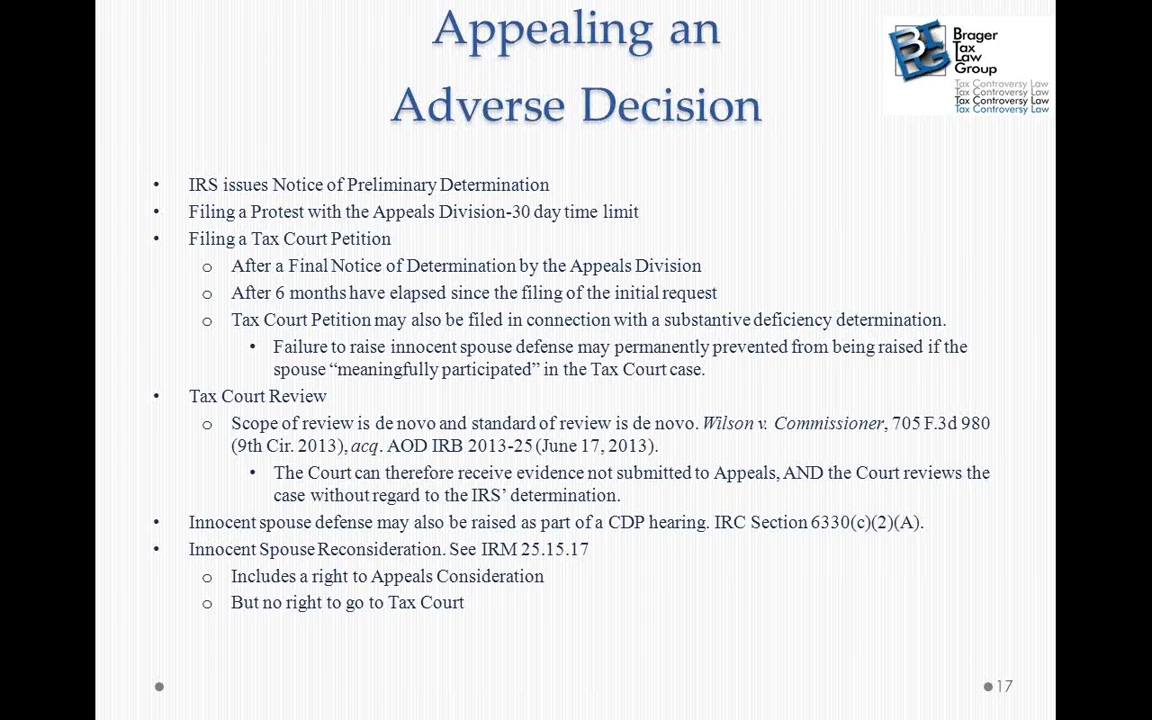 Appealing an
Adverse Decision
BTLG
Brager
Tax
Law
Group
Tax Controversy Law
Tax Controversy Law
Tax Controversy Law
Tax Controversy Law
• IRS issues Notice of Preliminary Determination
• Filing a Protest with the Appeals Division-30 day time limit
• Filing a Tax Court Petition
o After a Final Notice of Determination by the Appeals Division
o After 6 months have elapsed since the filing of the initial request
o Tax Court Petition may also be filed in connection with a substantive deficiency determination.
• Failure to raise innocent spouse defense may permanently prevented from being raised if the
spouse “meaningfully participated” in the Tax Court case.
• Tax Court Review
o Scope of review is de novo and standard of review is de novo. Wilson v. Commissioner, 705 F.3d 980
(9th Cir. 2013), acq. AOD IRB 2013-25 (June 17, 2013).
• The Court can therefore receive evidence not submitted to Appeals, AND the Court reviews the
case without regard to the IRS’ determination.
• Innocent spouse defense may also be raised as part of a CDP hearing. IRC Section 6330(c)(2)(A).
• Innocent Spouse Reconsideration. See IRM 25.15.17
o Includes a right to Appeals Consideration
o But no right to go to Tax Court
17